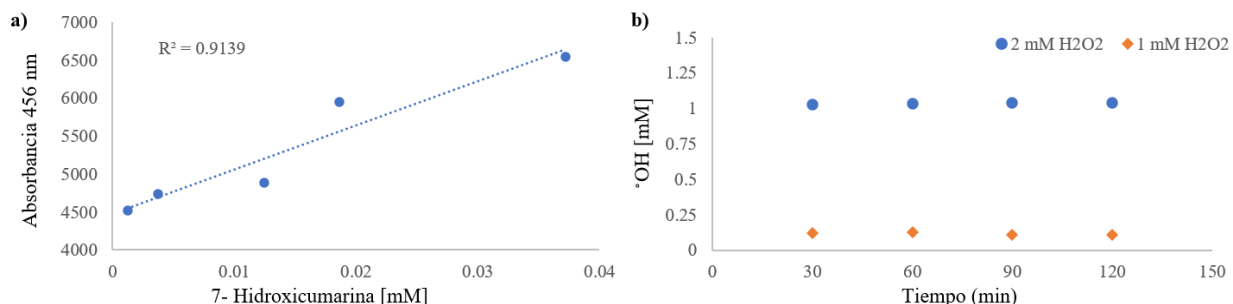 a)
7000
6500
6000
5500
5000
4500
4000
R² = 0.9139
Absorbancia 456 nm
0
0.01
0.02
0.03
0.04
7- Hidroxicumarina [mM]
b)
1.5
1.25
1
0.75
0.5
0.25
0
2 mM H2O2
1 mM H2O2
°OH [mM]
0
30
60
90
120
150
Tiempo (min)